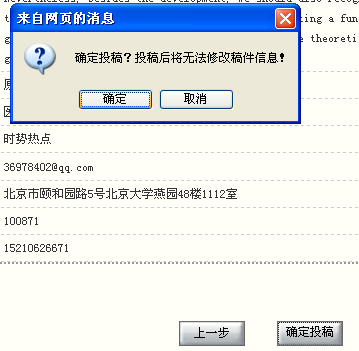 来自网页的消息
确定投稿？投稿后将无法修改稿件信息！
确定
取消
时势热点
36978402@qq.com
北京市颐和园路5号北京大学燕园48楼1112室
100871
15210626671
上一步
确定投稿